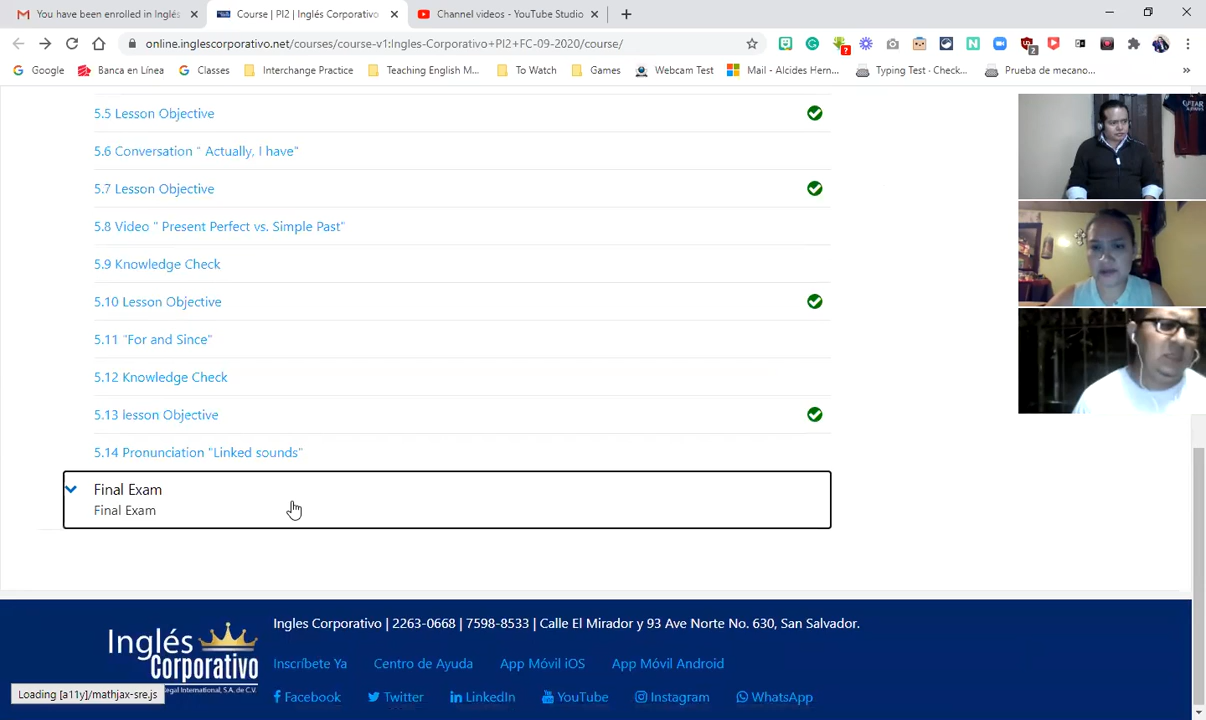 You have been enrolled in Inglés
Course | PI2 | Inglés Corporativo
Channel videos - YouTube Studio
online.inglescorporativo.net/courses/course-v1:Ingles-Corporativo+PI2+FC-09-2020/course/
Google
Banca en Línea
Classes
Interchange Practice
Teaching English M...
To Watch
Games
Webcam Test
Mail - Alcides Hern...
Typing Test · Check...
Prueba de mecano...
5.5 Lesson Objective
5.6 Conversation " Actually, I have"
5.7 Lesson Objective
5.8 Video " Present Perfect vs. Simple Past"
5.9 Knowledge Check
5.10 Lesson Objective
5.11 "For and Since"
5.12 Knowledge Check
5.13 lesson Objective
5.14 Pronunciation "Linked sounds"
Final Exam
Final Exam
Inglés Corporativo
Ingles Corporativo | 2263-0668 | 7598-8533 | Calle El Mirador y 93 Ave Norte No. 630, San Salvador.
Inscríbete Ya
Centro de Ayuda
App Móvil iOS
App Móvil Android
Facebook
Twitter
LinkedIn
YouTube
Instagram
WhatsApp
Loading [a11y]/mathjax-sre.js